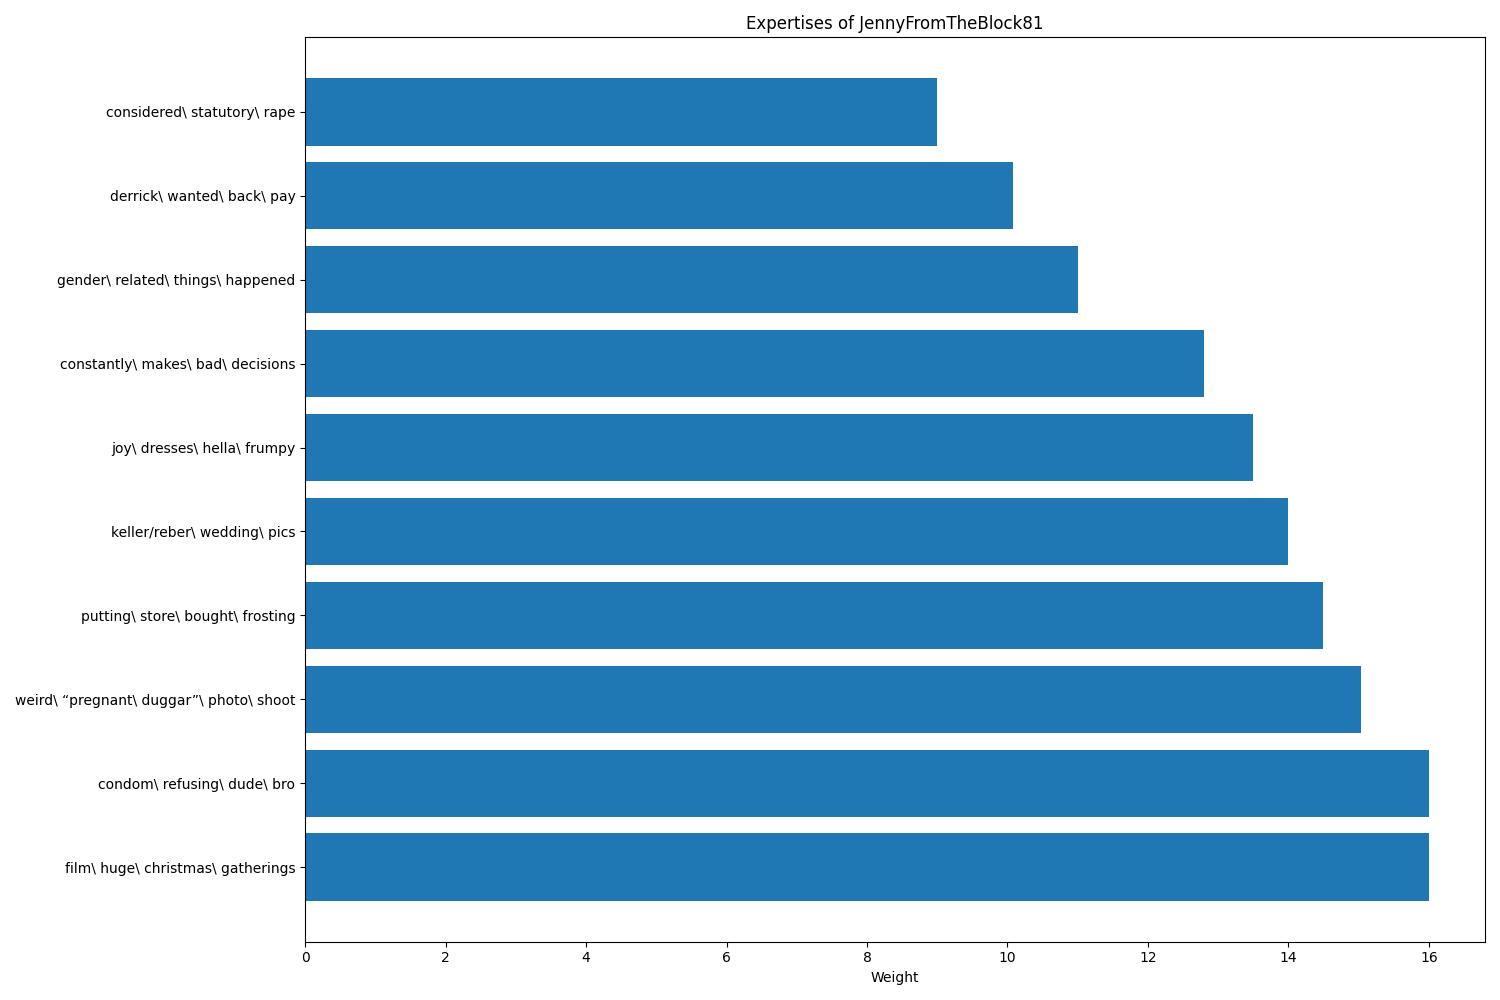 Expertises of JennyFromTheBlock81
considered\ statutory\ rape
derrick\ wanted\ back\ pay
gender\ related\ things\ happened
constantly\ makes\ bad\ decisions
joy\ dresses\ hella\ frumpy
keller/reber\ wedding\ pics
putting\ store\ bought\ frosting
weird\ “pregnant\ duggar”\ photo\ shoot
condom\ refusing\ dude\ bro
film\ huge\ christmas\ gatherings
0 2 4 6 8 10 12 14 16
Weight